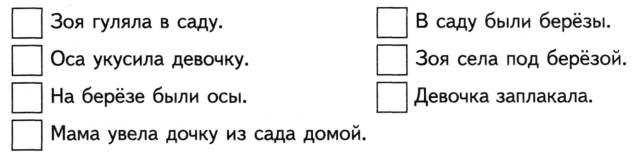 Зоя гуляла в саду.
Оса укусила девочку.
На берёзе были осы.
Мама увела дочку из сада домой.
В саду были берёзы.
Зоя села под берёзой.
Девочка заплакала.